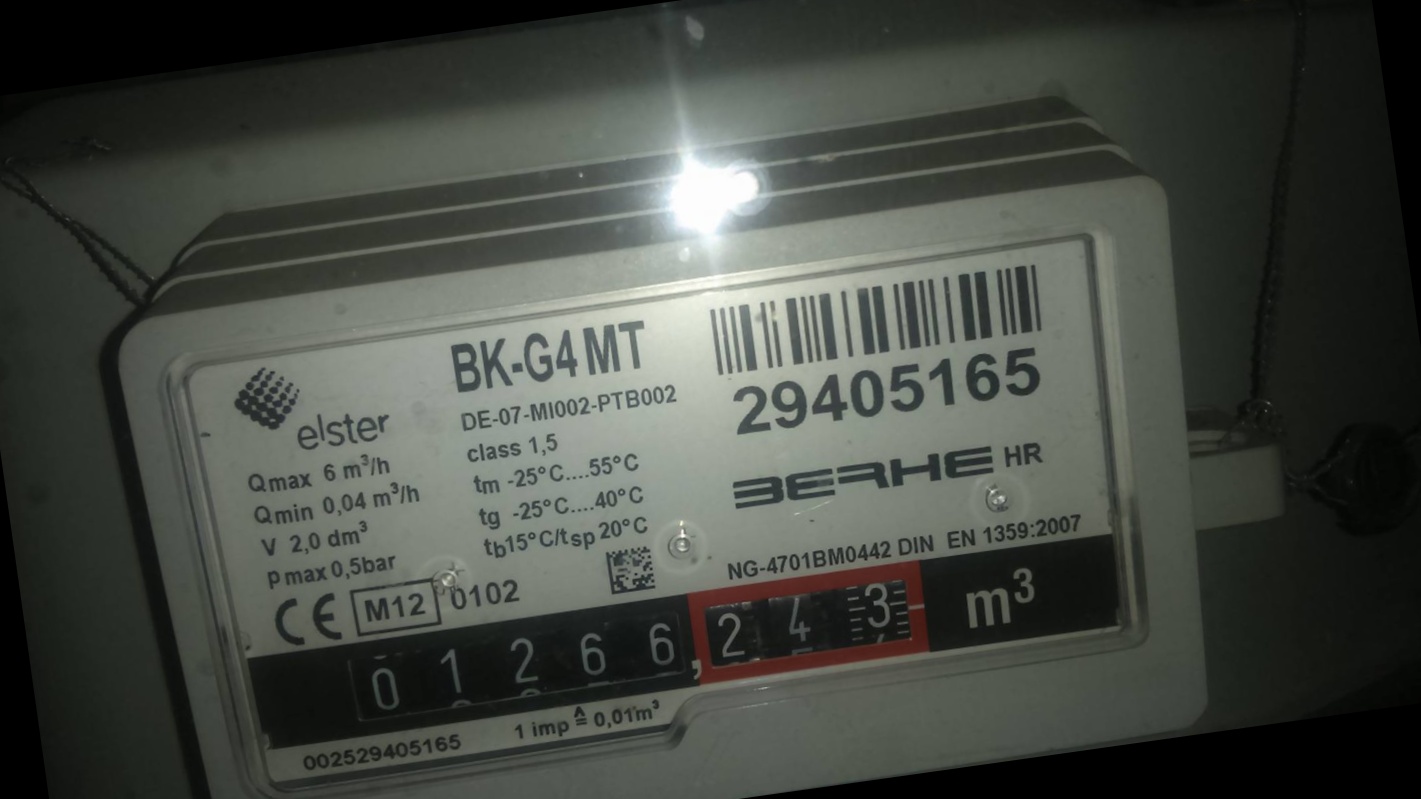 elster
Qmax 6 m³/h
Qmin 0,04 m³/h
V 2,0 dm³
pmax 0,5bar
CE M12 0102
BK-G4 MT
DE-07-MI002-PTB002
class 1,5
tm -25°C....55°C
tg -25°C....40°C
tb15°C/tsp20°C
29405165
BERHE HR
NG-4701BM0442 DIN EN 1359:2007
01266,243 m³
002529405165
1 imp ≙ 0,01m³